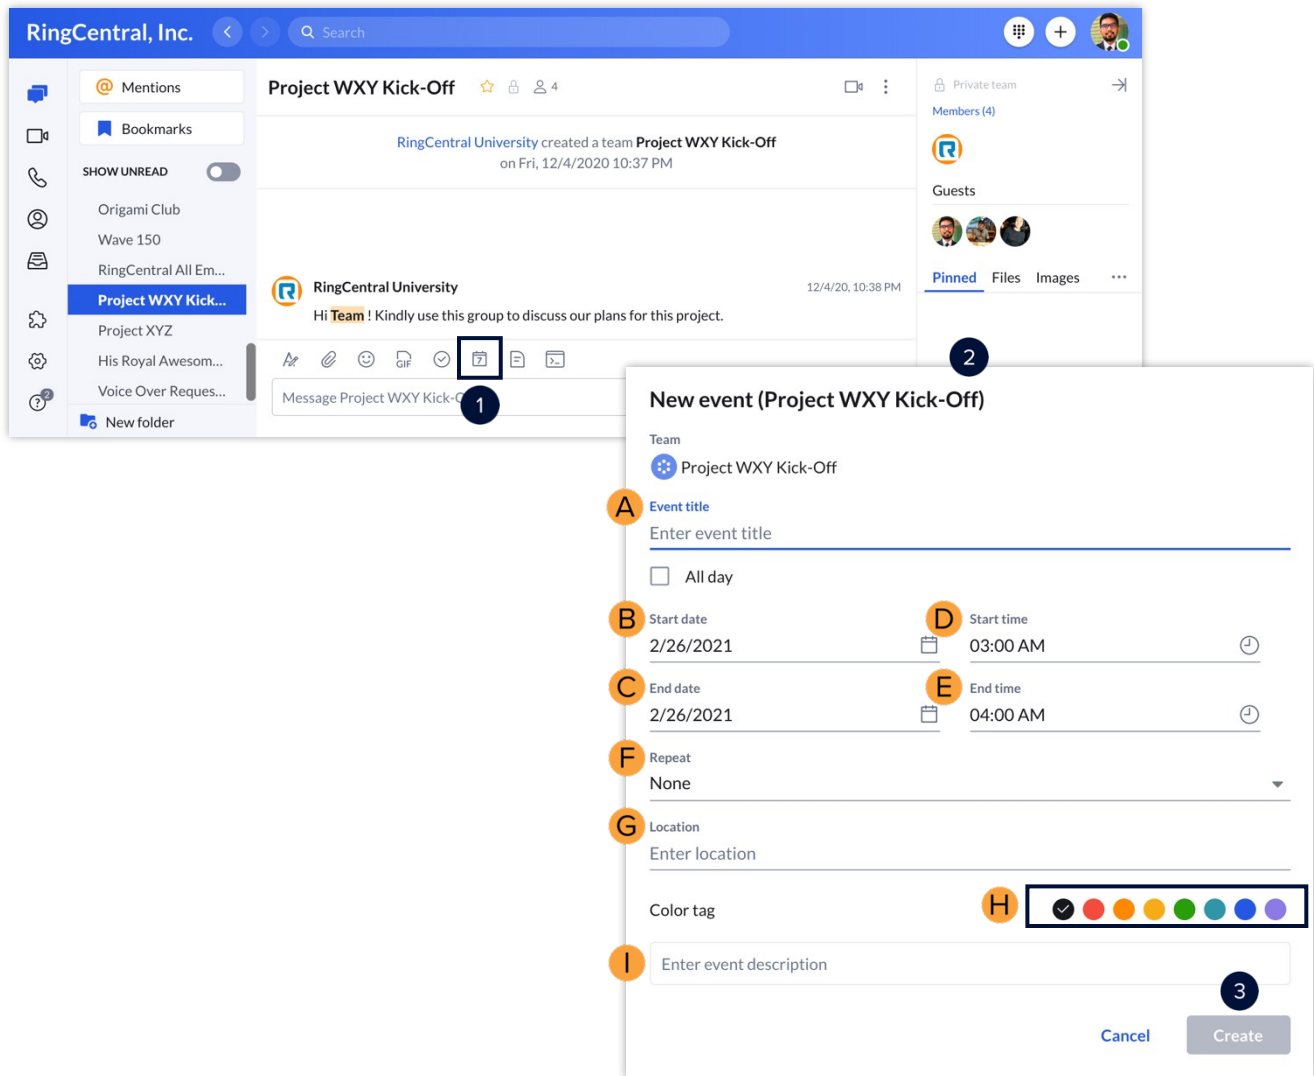 RingCentral, Inc.
Search
Mentions
Bookmarks
SHOW UNREAD
Origami Club
Wave 150
RingCentral All Em...
Project WXY Kick...
Project XYZ
His Royal Awesom...
Voice Over Reques...
New folder
2
Project WXY Kick-Off
4
RingCentral University created a team Project WXY Kick-Off
on Fri, 12/4/2020 10:37 PM
R
RingCentral University
12/4/20, 10:38 PM
Hi Team ! Kindly use this group to discuss our plans for this project.
GIF
7
Message Project WXY Kick-O
1
Private team
Members (4)
R
Guests
Pinned Files Images
2
New event (Project WXY Kick-Off)
Team
Project WXY Kick-Off
A Event title
Enter event title
All day
B Start date
2/26/2021
D Start time
03:00 AM
C End date
2/26/2021
E End time
04:00 AM
F Repeat
None
G Location
Enter location
Color tag
H
I Enter event description
3
Cancel Create